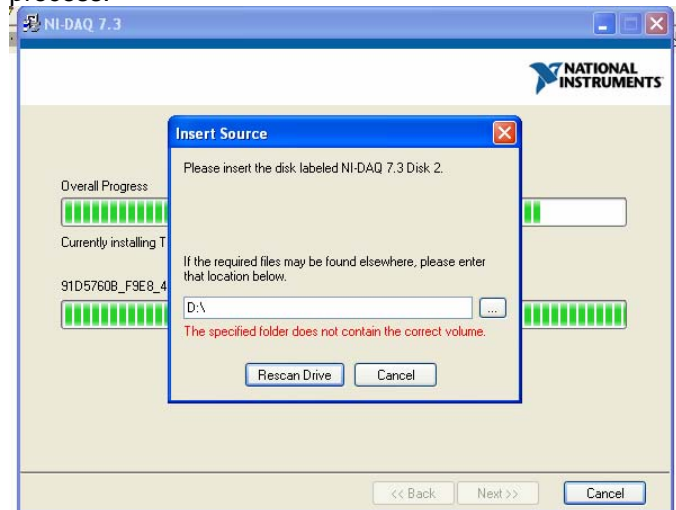 process.
NI-DAQ 7.3
NATIONAL
INSTRUMENTS
Insert Source
Please insert the disk labeled NI-DAQ 7.3 Disk 2.
Overall Progress
Currently installing T
If the required files may be found elsewhere, please enter
that location below.
91D5760B_F9E8_4
D:\
...
The specified folder does not contain the correct volume.
Rescan Drive
Cancel
<< Back
Next >>
Cancel